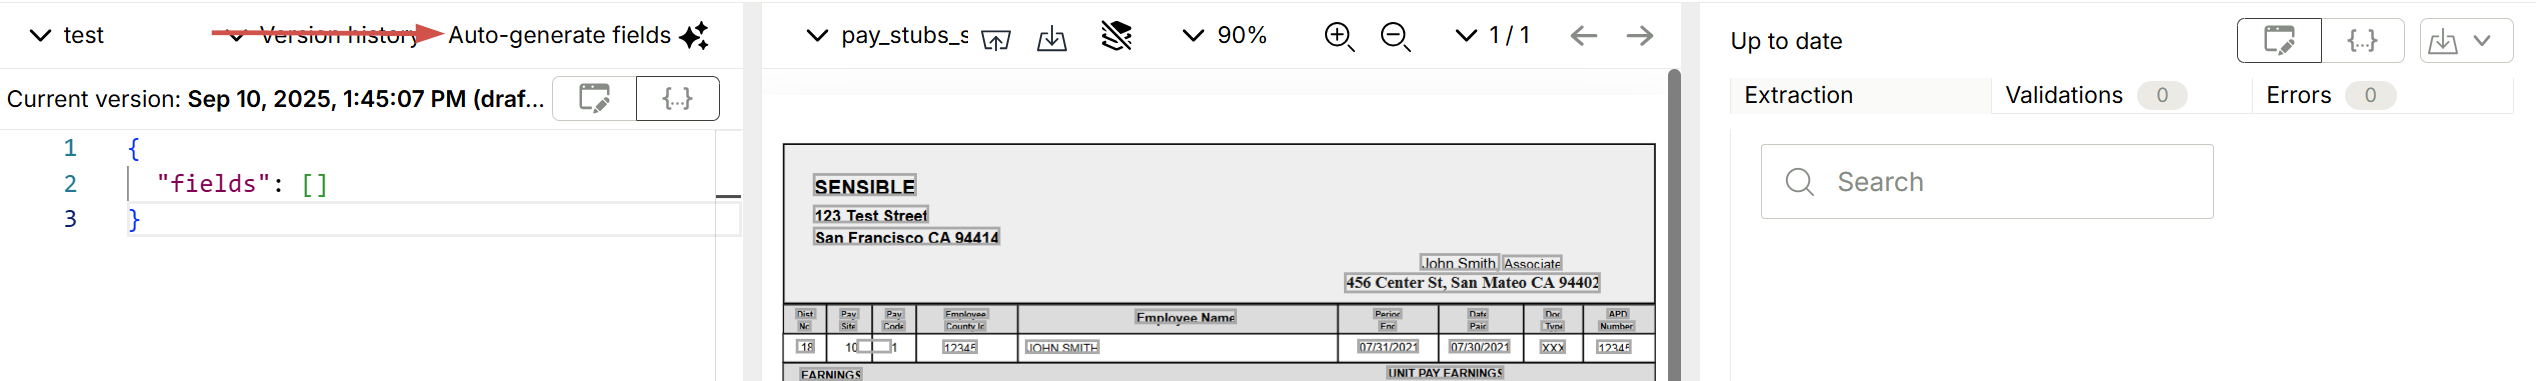 test Version history Auto-generate fields
Current version: Sep 10, 2025, 1:45:07 PM (draf... {...}
1 {
2 "fields": []
3 }
pay_stubs_s 90% 1 / 1
SENSIBLE
123 Test Street
San Francisco CA 94414
John Smith Associate
456 Center St, San Mateo CA 94402
Dist No Pay Site Pay Code Employee County Id Employee Name Period End Date Paid Doc Type APD Number
18 10 1 12345 JOHN SMITH 07/31/2021 07/30/2021 XXX 12345
EARNINGS UNIT PAY EARNINGS
Up to date {...}
Extraction Validations 0 Errors 0
Search